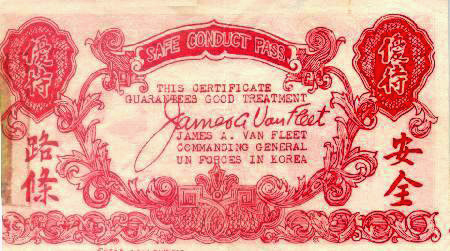 優待
SAFE CONDUCT PASS
優待
THIS CERTIFICATE
GUARANTEES GOOD TREATMENT
James A Van Fleet
JAMES A. VAN FLEET
COMMANDING GENERAL
UN FORCES IN KOREA
路條
安全